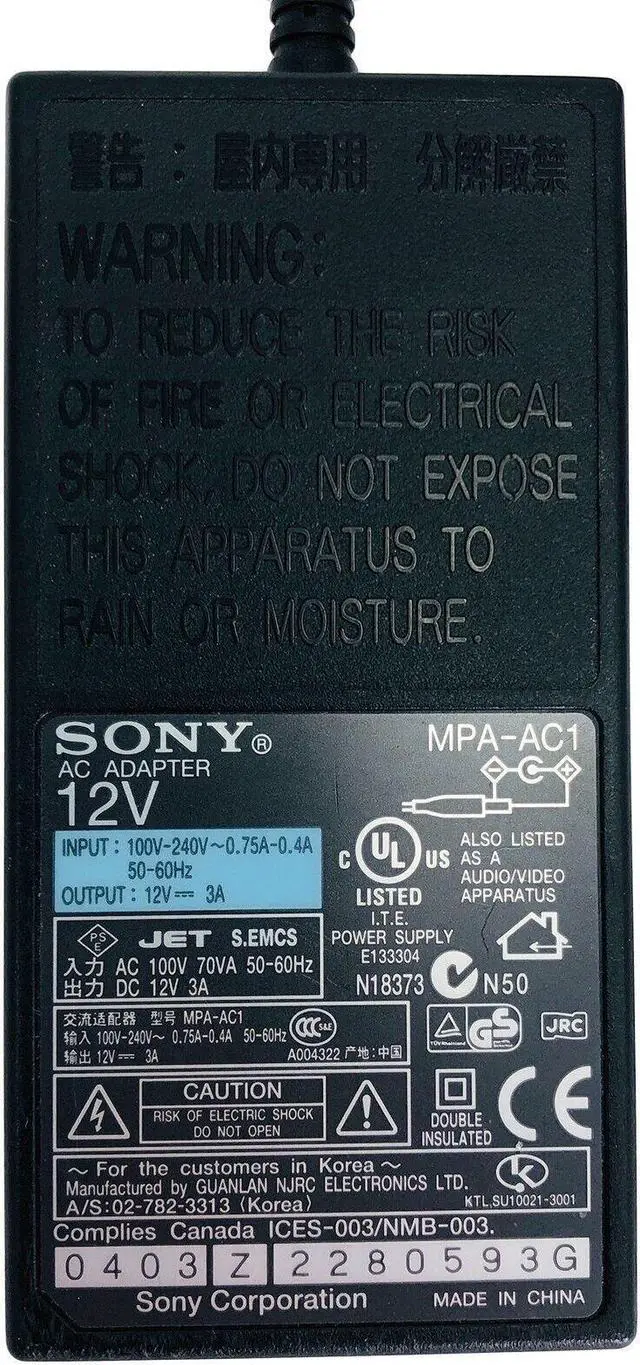 警告：屋内専用 分解厳禁
WARNING:
TO REDUCE THE RISK
OF FIRE OR ELECTRICAL
SHOCK, DO NOT EXPOSE
THIS APPARATUS TO
RAIN OR MOISTURE.
SONY®
MPA-AC1
AC ADAPTER
12V
INPUT : 100V-240V～0.75A-0.4A
50-60Hz
OUTPUT : 12V⎓ 3A
C UL US
LISTED
I.T.E.
POWER SUPPLY
E133304
ALSO LISTED
AS A
AUDIO/VIDEO
APPARATUS
PSE JET S.EMCS
入力 AC 100V 70VA 50-60Hz
出力 DC 12V 3A
N18373 N50
交流适配器 型号 MPA-AC1
输入 100V-240V～ 0.75A-0.4A 50-60Hz
输出 12V⎓ 3A
CCC S&E
A004322 产地:中国
TÜV Rheinland
GS
JRC
CAUTION
RISK OF ELECTRIC SHOCK
DO NOT OPEN
DOUBLE
INSULATED
CE
～ For the customers in Korea ～
Manufactured by GUANLAN NJRC ELECTRONICS LTD.
A/S:02-782-3313 (Korea)
KTL,SU10021-3001
Complies Canada ICES-003/NMB-003.
0403 Z 2280593G
Sony Corporation
MADE IN CHINA